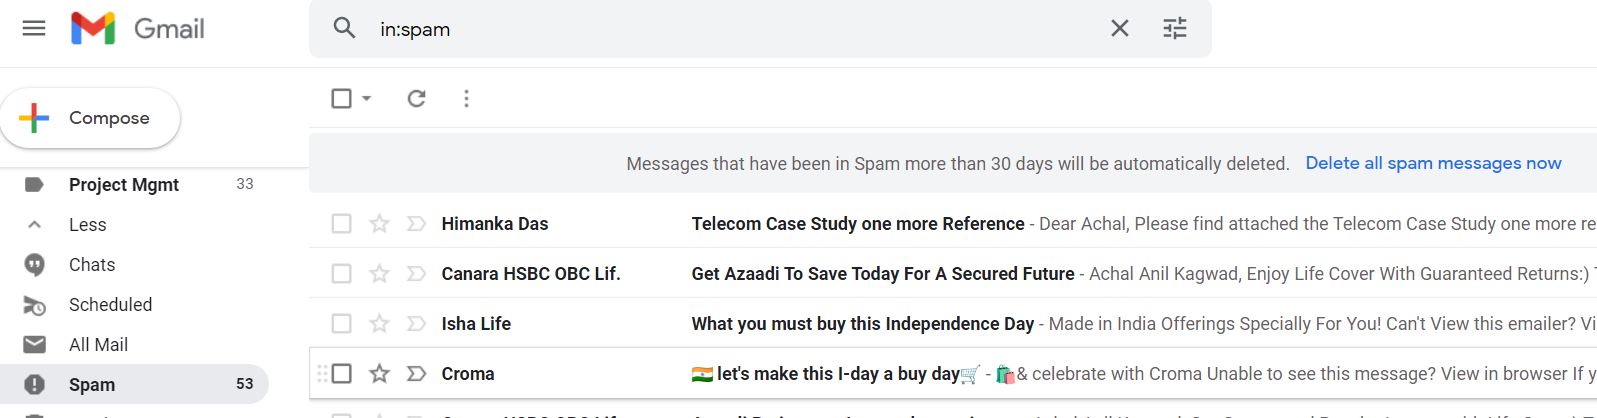 Gmail
in:spam
Compose
Messages that have been in Spam more than 30 days will be automatically deleted. Delete all spam messages now
Project Mgmt 33
Less
Chats
Scheduled
All Mail
Spam 53
Himanka Das Telecom Case Study one more Reference - Dear Achal, Please find attached the Telecom Case Study one more re
Canara HSBC OBC Lif. Get Azaadi To Save Today For A Secured Future - Achal Anil Kagwad, Enjoy Life Cover With Guaranteed Returns:)
Isha Life What you must buy this Independence Day - Made in India Offerings Specially For You! Can't View this emailer? Vi
Croma 🇮🇳 let's make this I-day a buy day🛒 - 🛍️& celebrate with Croma Unable to see this message? View in browser If y